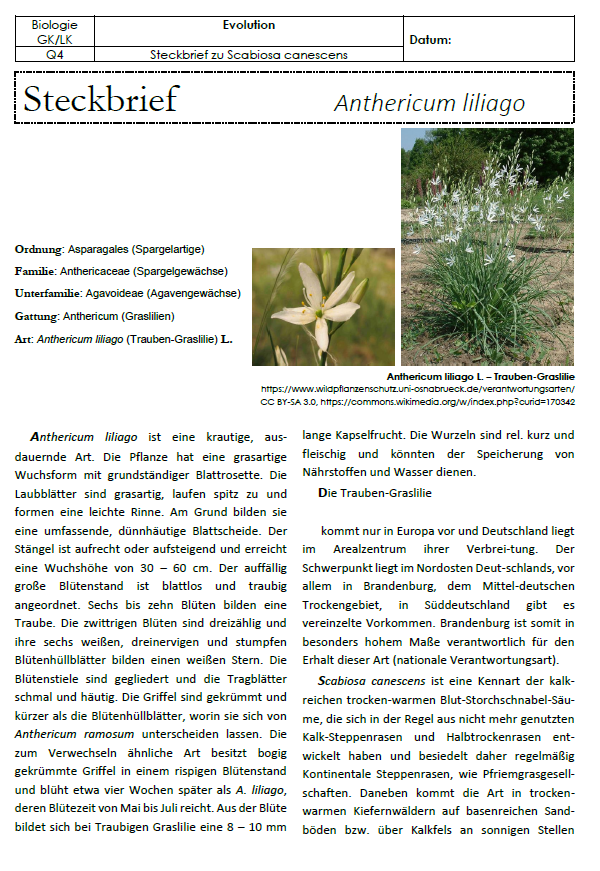 Biologie
GK/LK
Evolution
Datum:
Q4
Steckbrief zu Scabiosa canescens
Steckbrief
Anthericum liliago
Ordnung: Asparagales (Spargelartige)
Familie: Anthericaceae (Spargelgewächse)
Unterfamilie: Agavoideae (Agavengewächse)
Gattung: Anthericum (Graslilien)
Art: Anthericum liliago (Trauben-Graslilie) L.
Anthericum liliago L. – Trauben-Graslilie
https://www.wildpflanzenschutz.uni-osnabrueck.de/verantwortungsarten/
CC BY-SA 3.0, https://commons.wikimedia.org/w/index.php?curid=170342
Anthericum liliago ist eine krautige, aus-
dauernde Art. Die Pflanze hat eine grasartige
Wuchsform mit grundständiger Blattrosette. Die
Laubblätter sind grasartig, laufen spitz zu und
formen eine leichte Rinne. Am Grund bilden sie
eine umfassende, dünnhäutige Blattscheide. Der
Stängel ist aufrecht oder aufsteigend und erreicht
eine Wuchshöhe von 30 – 60 cm. Der auffällig
große Blütenstand ist blattlos und traubig
angeordnet. Sechs bis zehn Blüten bilden eine
Traube. Die zwittrigen Blüten sind dreizählig und
ihre sechs weißen, dreinervigen und stumpfen
Blütenhüllblätter bilden einen weißen Stern. Die
Blütenstiele sind gegliedert und die Tragblätter
schmal und häutig. Die Griffel sind gekrümmt und
kürzer als die Blütenhüllblätter, worin sie sich von
Anthericum ramosum unterscheiden lassen. Die
zum Verwechseln ähnliche Art besitzt bogig
gekrümmte Griffel in einem rispigen Blütenstand
und blüht etwa vier Wochen später als A. liliago,
deren Blütezeit von Mai bis Juli reicht. Aus der Blüte
bildet sich bei Traubigen Graslilie eine 8 – 10 mm
lange Kapselfrucht. Die Wurzeln sind rel. kurz und
fleischig und könnten der Speicherung von
Nährstoffen und Wasser dienen.
Die Trauben-Graslilie
kommt nur in Europa vor und Deutschland liegt
im Arealzentrum ihrer Verbrei-tung. Der
Schwerpunkt liegt im Nordosten Deut-schlands, vor
allem in Brandenburg, dem Mittel-deutschen
Trockengebiet, in Süddeutschland gibt es
vereinzelte Vorkommen. Brandenburg ist somit in
besonders hohem Maße verantwortlich für den
Erhalt dieser Art (nationale Verantwortungsart).
Scabiosa canescens ist eine Kennart der kalk-
reichen trocken-warmen Blut-Storchschnabel-Säu-
me, die sich in der Regel aus nicht mehr genutzten
Kalk-Steppenrasen und Halbtrockenrasen ent-
wickelt haben und besiedelt daher regelmäßig
Kontinentale Steppenrasen, wie Pfriemgrasgesell-
schaften. Daneben kommt die Art in trocken-
warmen Kiefernwäldern auf basenreichen Sand-
böden bzw. über Kalkfels an sonnigen Stellen